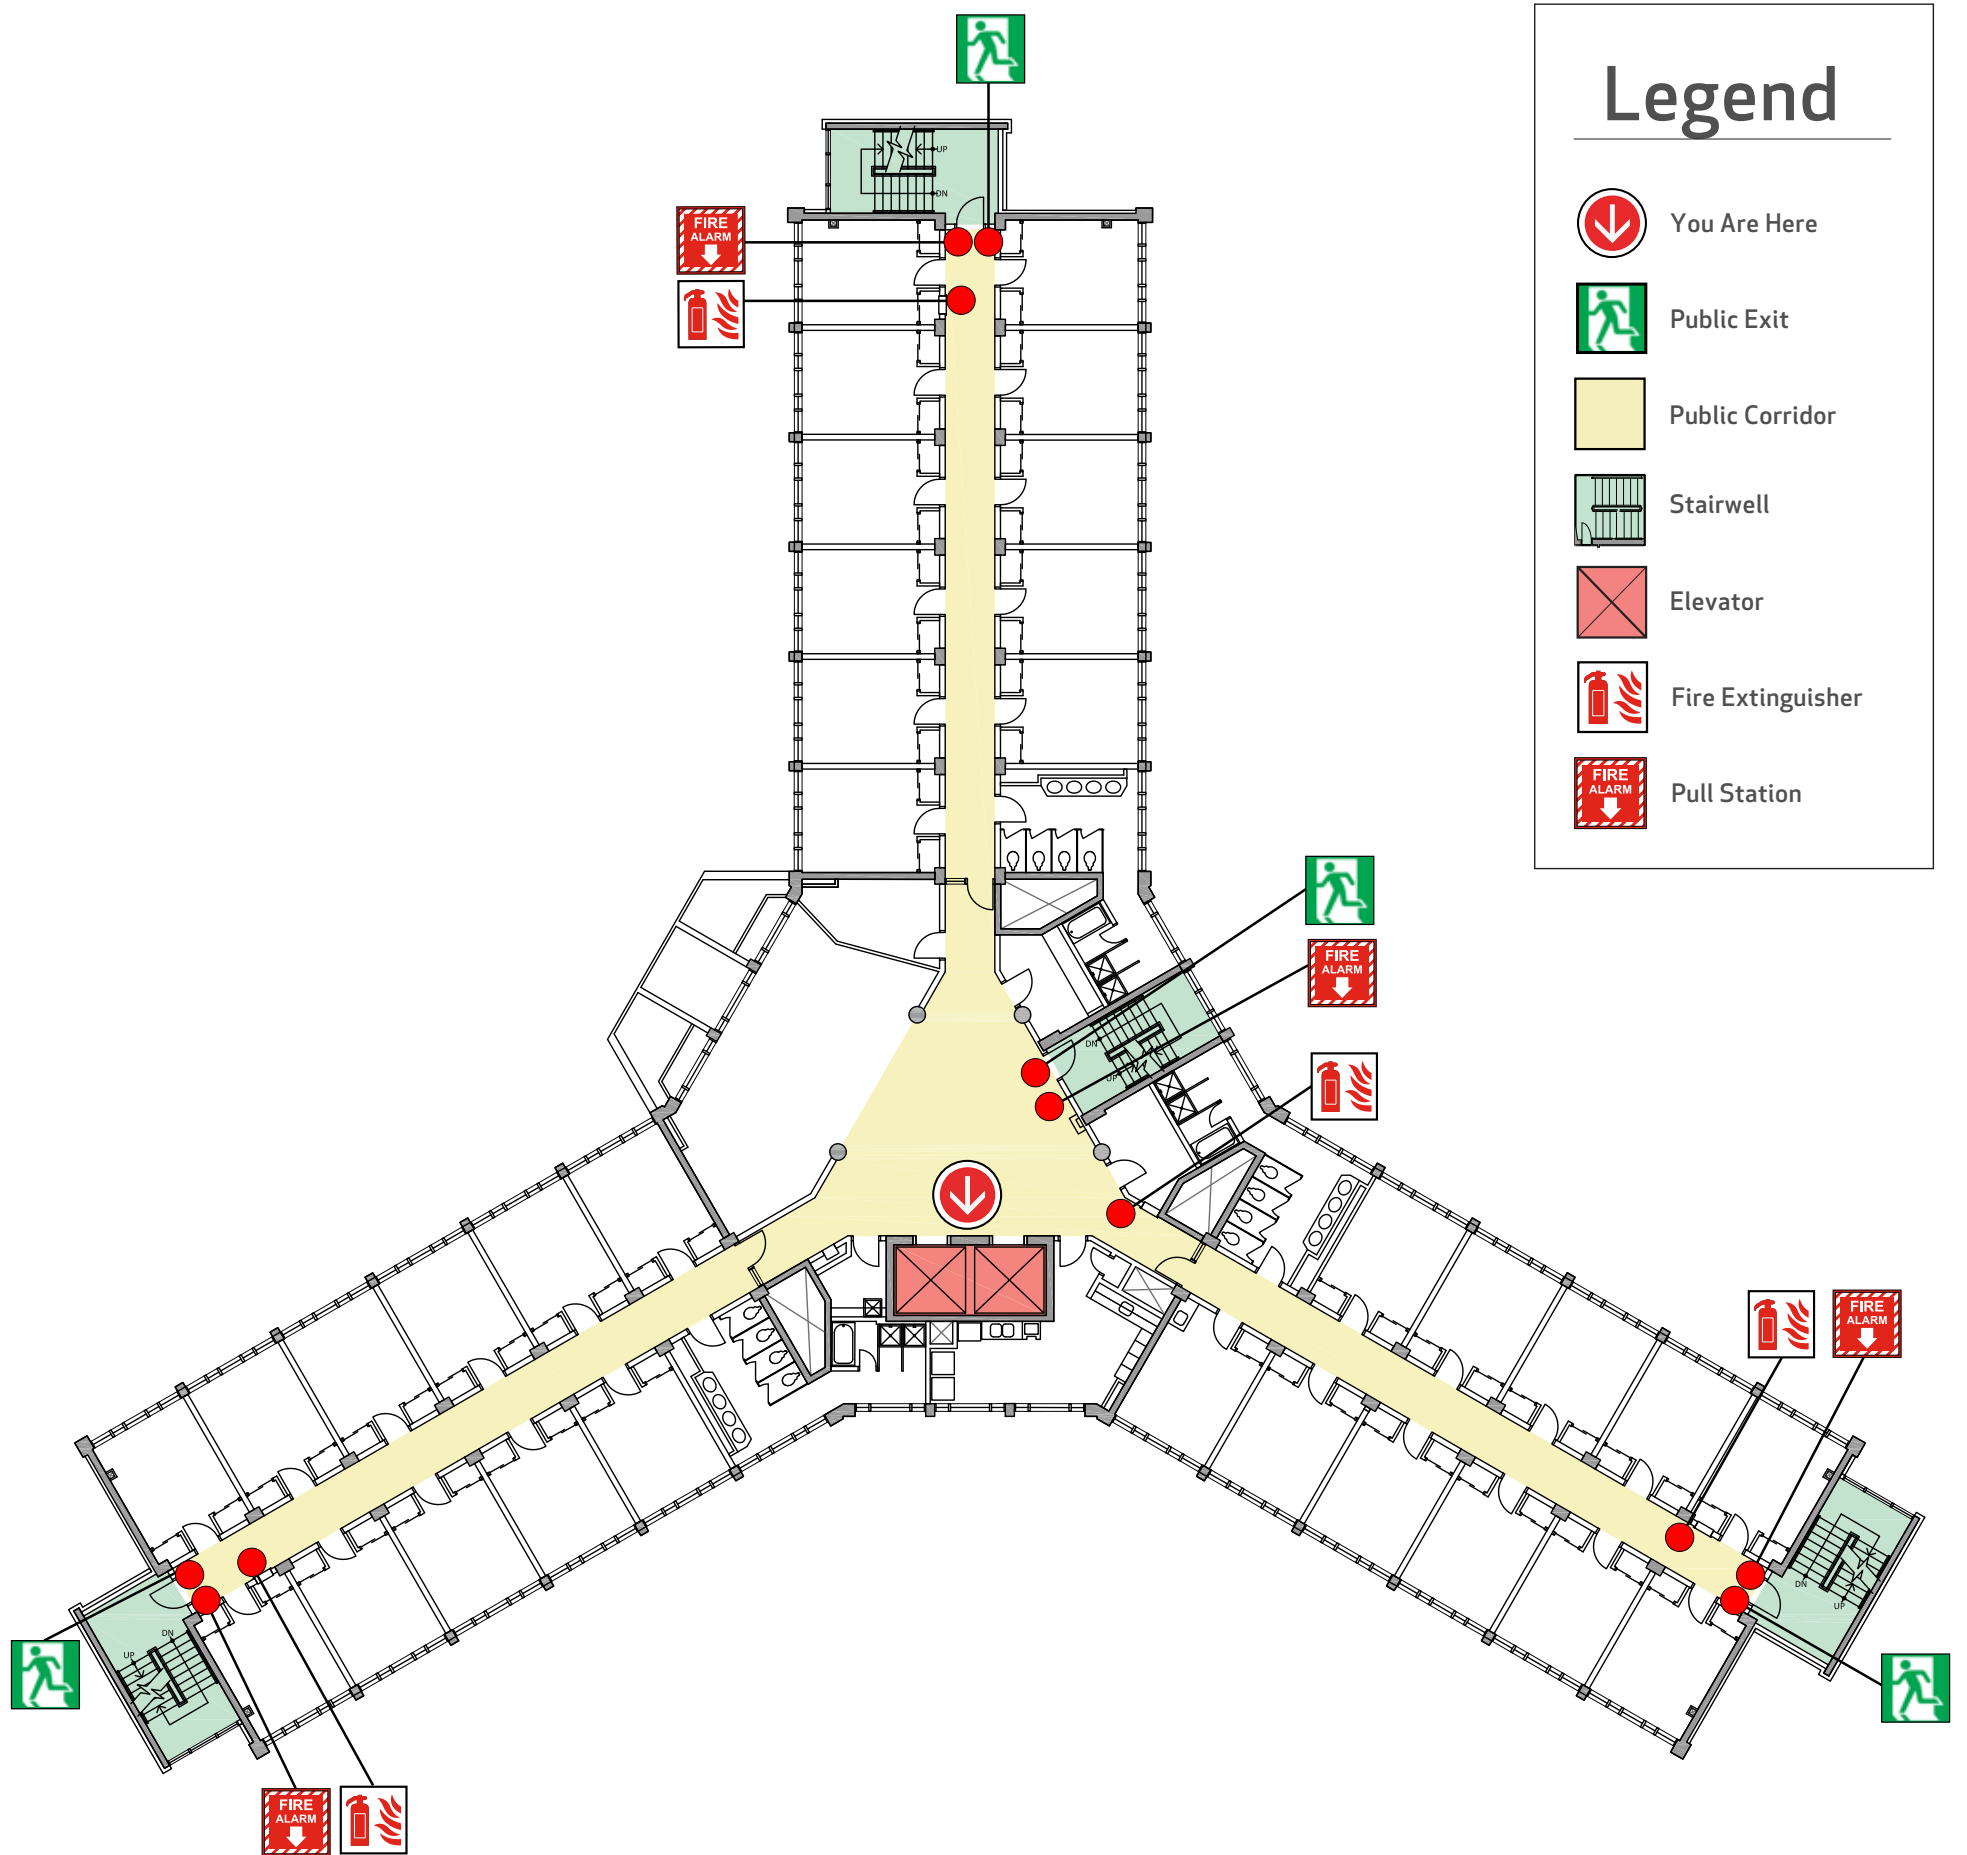 Legend
You Are Here
Public Exit
Public Corridor
Stairwell
Elevator
Fire Extinguisher
FIRE
ALARM
Pull Station
UP
DN
FIRE
ALARM
FIRE
ALARM
DN
UP
FIRE
ALARM
DN
UP
DN
UP
FIRE
ALARM